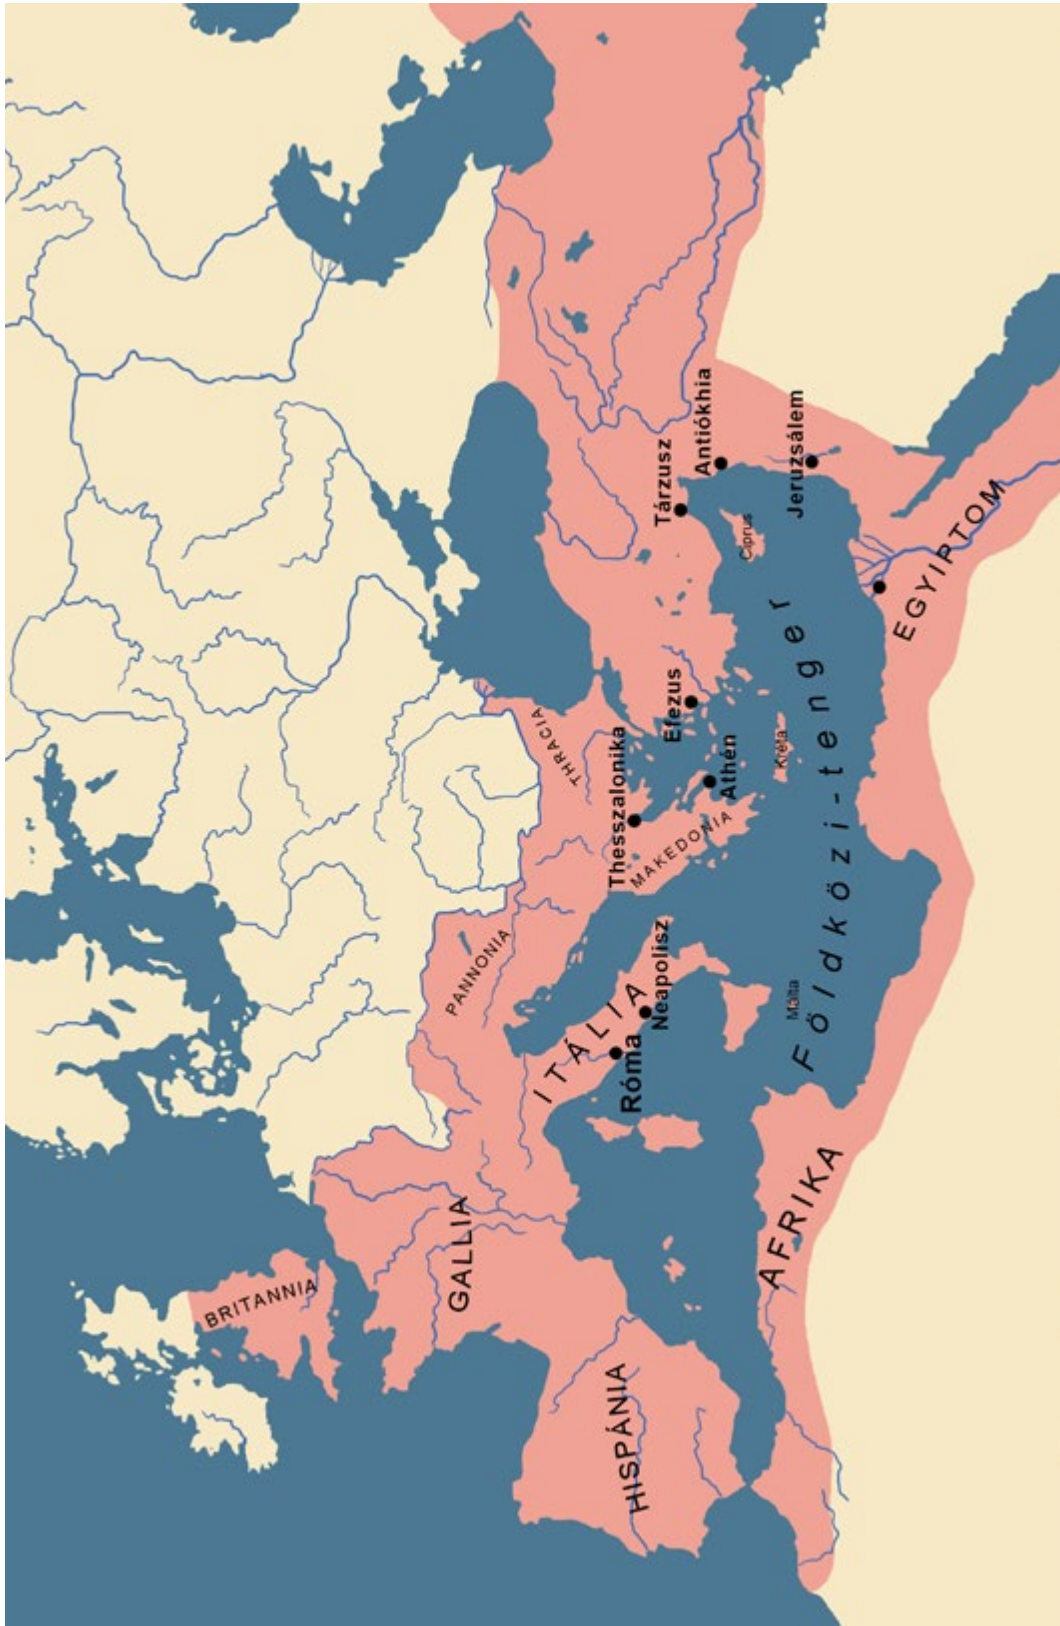 BRITANNIA
GALLIA
HISPÁNIA
PANNONIA
THRACIA
ITÁLIA
Róma
Neapolisz
MAKEDONIA
Thesszalonika
Athén
Efezus
Tárzusz
Antiókhia
Jeruzsálem
Ciprus
Kréta
Málta
Földközi-tenger
AFRIKA
EGYIPTOM